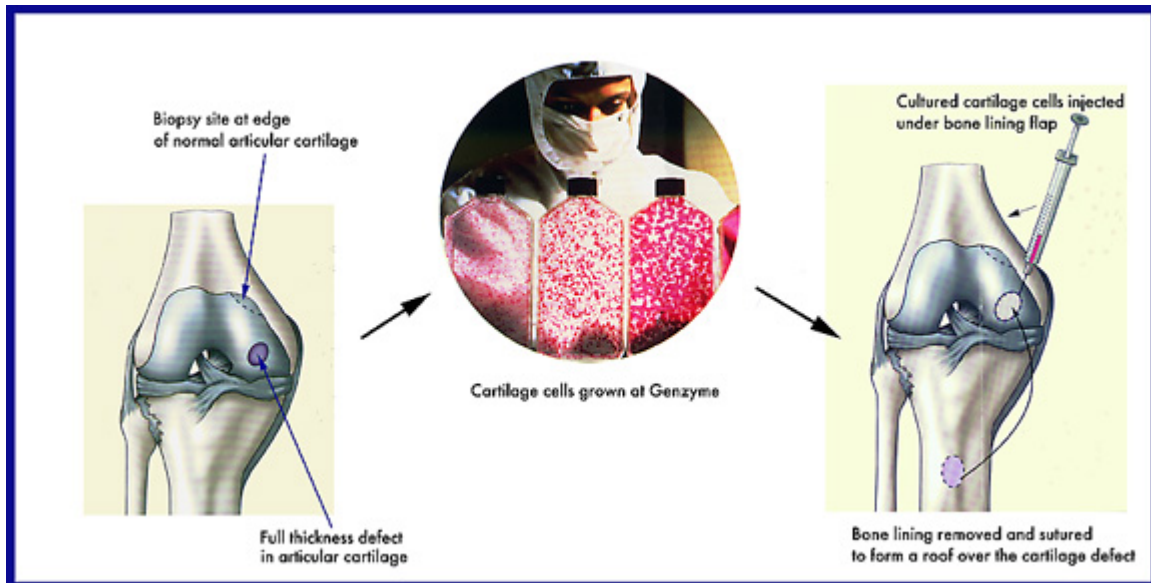 Biopsy site at edge
of normal articular cartilage
Full thickness defect
in articular cartilage
Cartilage cells grown at Genzyme
Cultured cartilage cells injected
under bone lining flap
Bone lining removed and sutured
to form a roof over the cartilage defect